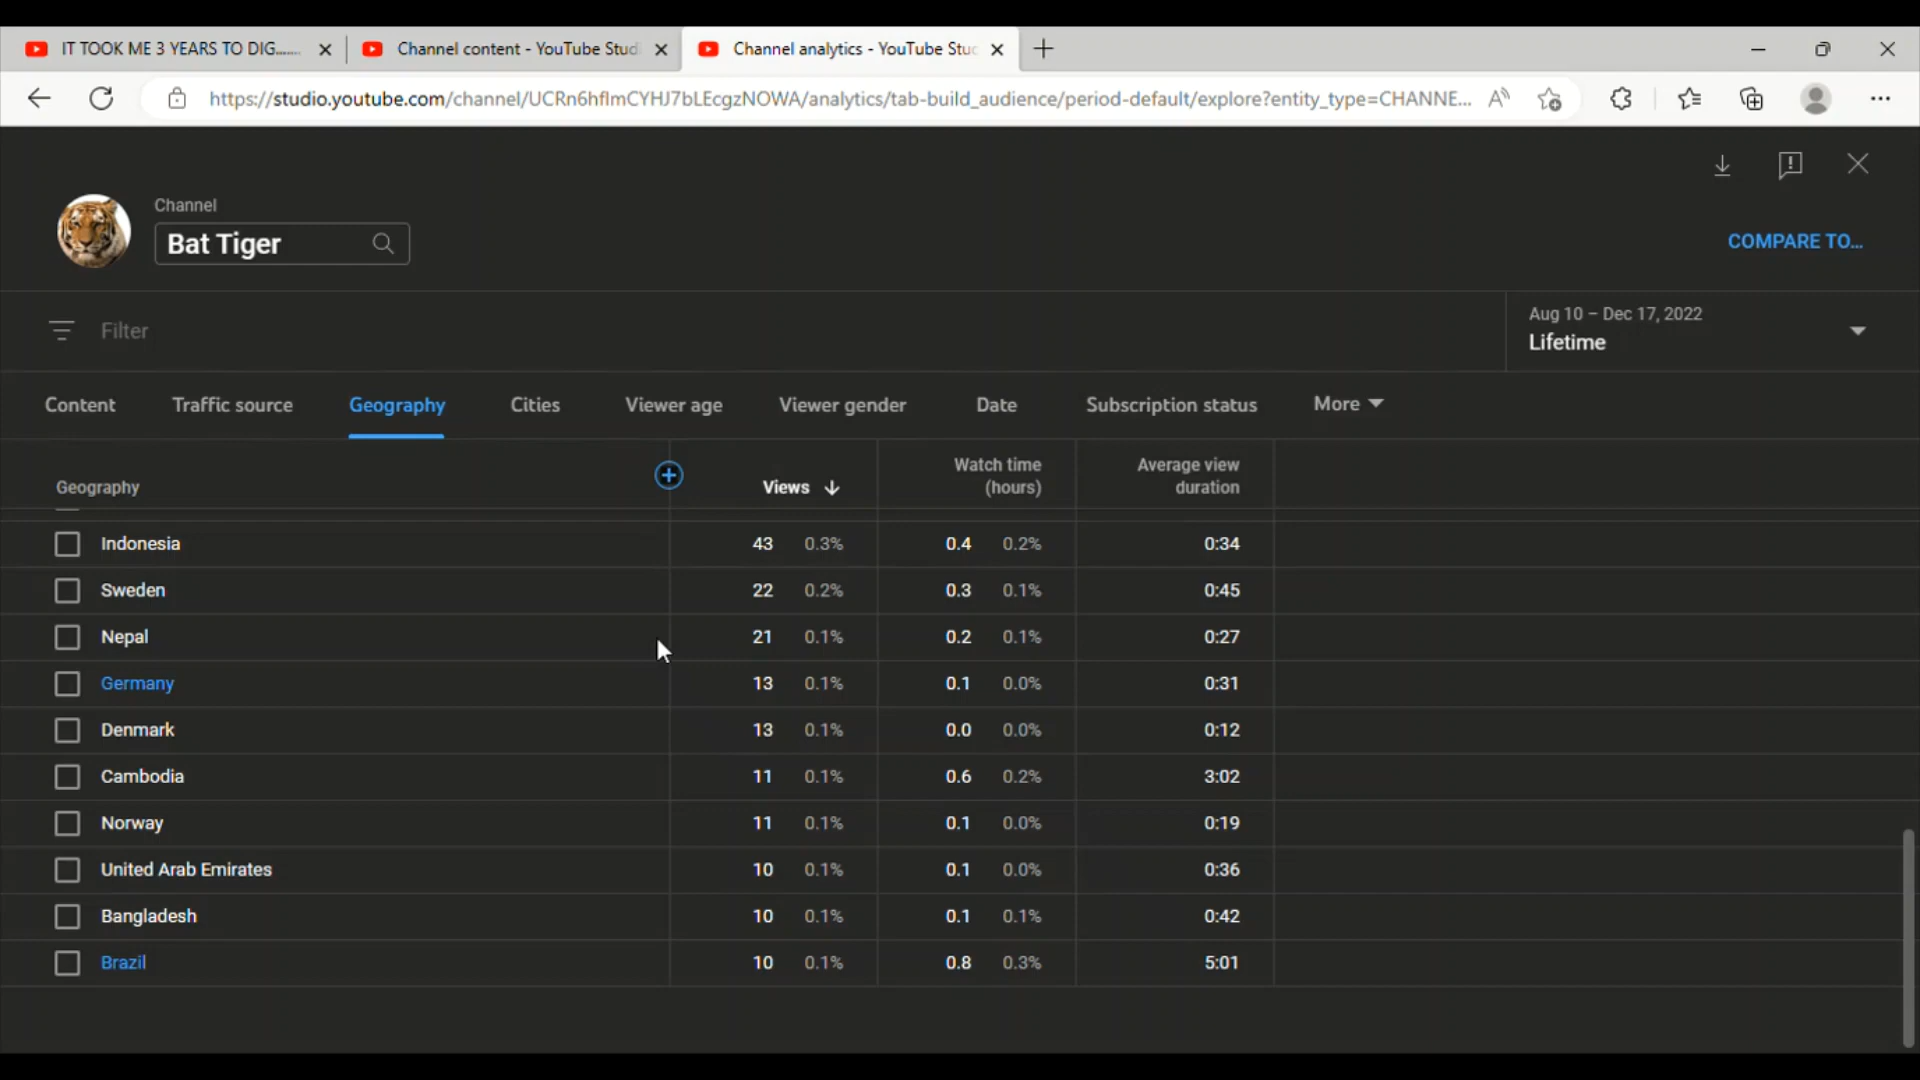 IT TOOK ME 3 YEARS TO DIG......
Channel content - YouTube Studi
Channel analytics - YouTube Stuc
https://studio.youtube.com/channel/UCRn6hflmCYHJ7bLEcgzNOWA/analytics/tab-build_audience/period-default/explore?entity_type=CHANNE...
Channel
Bat Tiger
COMPARE TO...
Filter
Aug 10 – Dec 17, 2022
Lifetime
Content Traffic source Geography Cities Viewer age Viewer gender Date Subscription status More
Geography Views Watch time (hours) Average view duration
Indonesia 43 0.3% 0.4 0.2% 0:34
Sweden 22 0.2% 0.3 0.1% 0:45
Nepal 21 0.1% 0.2 0.1% 0:27
Germany 13 0.1% 0.1 0.0% 0:31
Denmark 13 0.1% 0.0 0.0% 0:12
Cambodia 11 0.1% 0.6 0.2% 3:02
Norway 11 0.1% 0.1 0.0% 0:19
United Arab Emirates 10 0.1% 0.1 0.0% 0:36
Bangladesh 10 0.1% 0.1 0.1% 0:42
Brazil 10 0.1% 0.8 0.3% 5:01